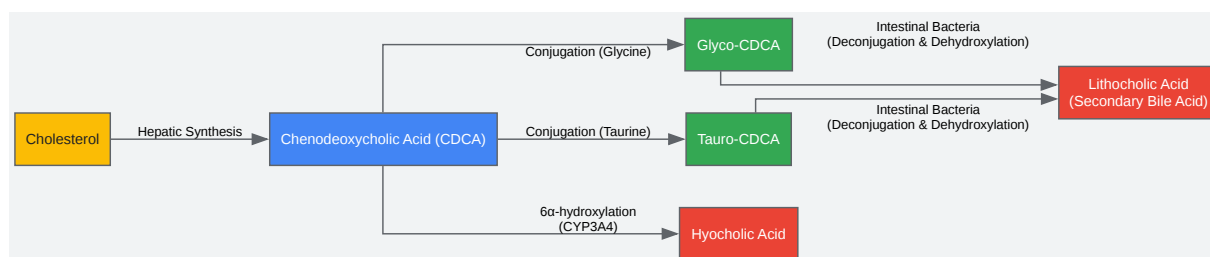 Intestinal Bacteria
(Deconjugation & Dehydroxylation)
Glyco-CDCA
Conjugation (Glycine)
Lithocholic Acid
(Secondary Bile Acid)
Intestinal Bacteria
(Deconjugation & Dehydroxylation)
Cholesterol
Hepatic Synthesis
Chenodeoxycholic Acid (CDCA)
Conjugation (Taurine)
Tauro-CDCA
6α-hydroxylation
(CYP3A4)
Hyocholic Acid